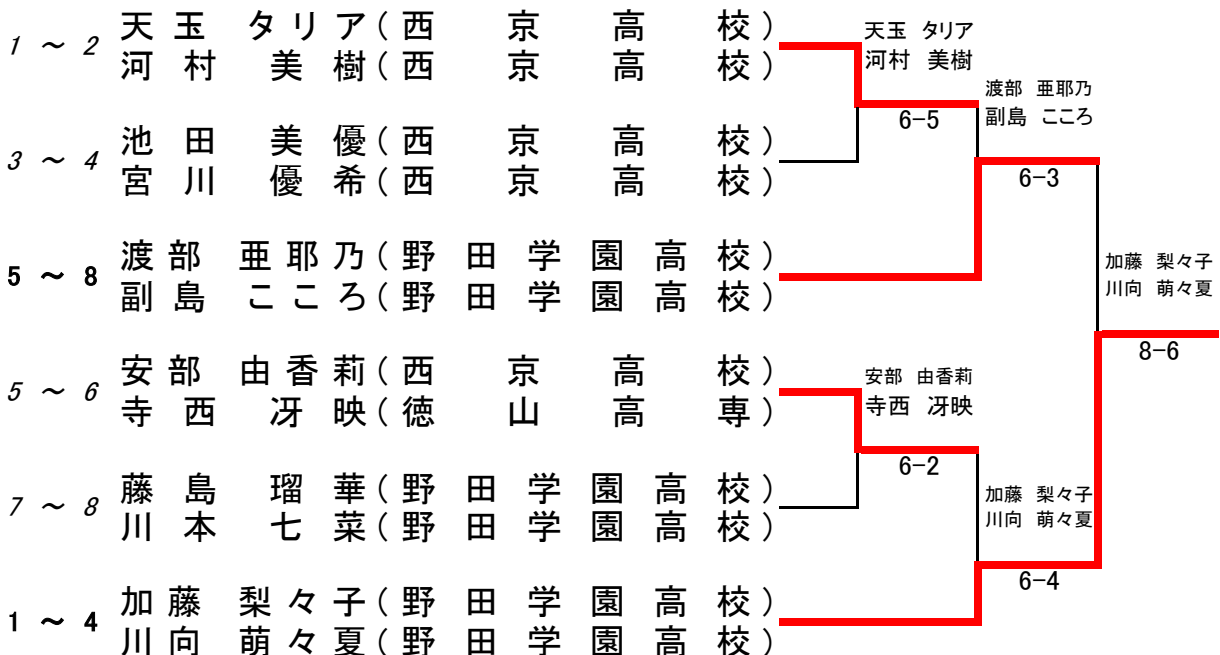 1 ～ 2 天玉 タリア(西京高校)
河村 美樹(西京高校)
3 ～ 4 池田 美優(西京高校)
宮川 優希(西京高校)
5 ～ 8 渡部 亜耶乃(野田学園高校)
副島 こころ(野田学園高校)
5 ～ 6 安部 由香莉(西京高校)
寺西 冴映(徳山高専)
7 ～ 8 藤島 瑠華(野田学園高校)
川本 七菜(野田学園高校)
1 ～ 4 加藤 梨々子(野田学園高校)
川向 萌々夏(野田学園高校)
天玉 タリア
河村 美樹
6-5
安部 由香莉
寺西 冴映
6-2
渡部 亜耶乃
副島 こころ
6-3
加藤 梨々子
川向 萌々夏
6-4
加藤 梨々子
川向 萌々夏
8-6